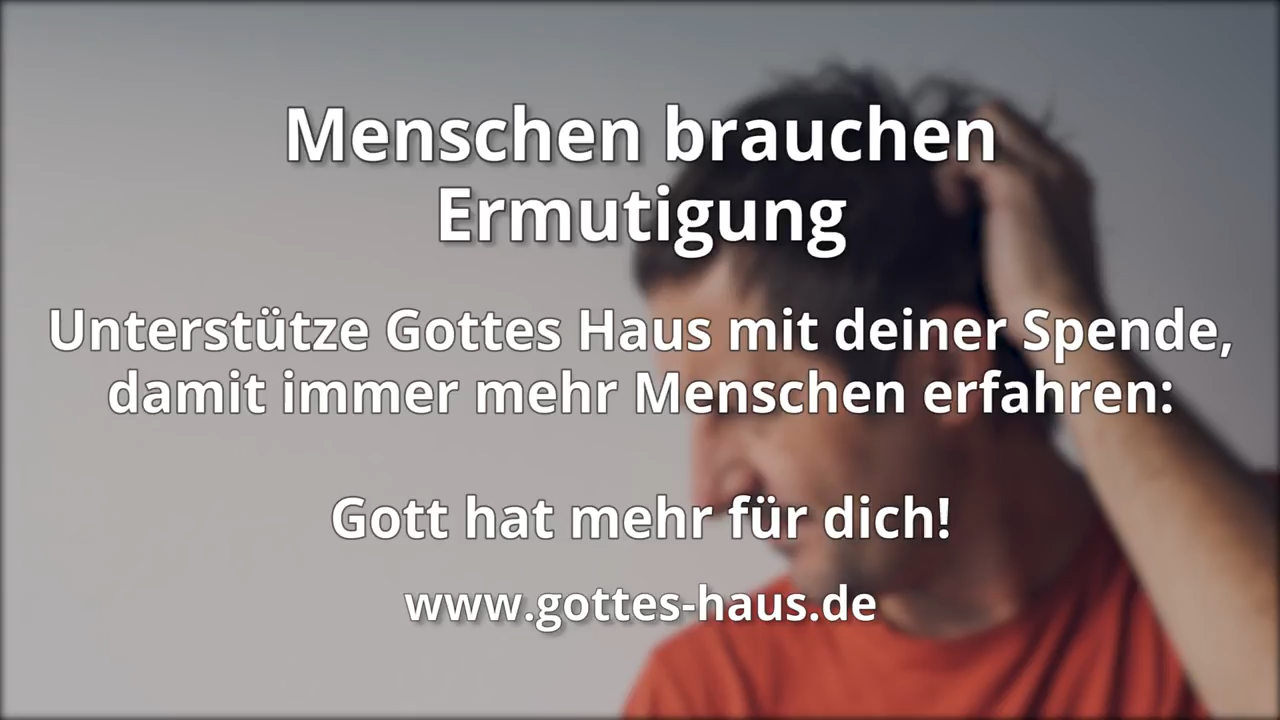 Menschen brauchen
Ermutigung
Unterstütze Gottes Haus mit deiner Spende,
damit immer mehr Menschen erfahren:
Gott hat mehr für dich!
www.gottes-haus.de